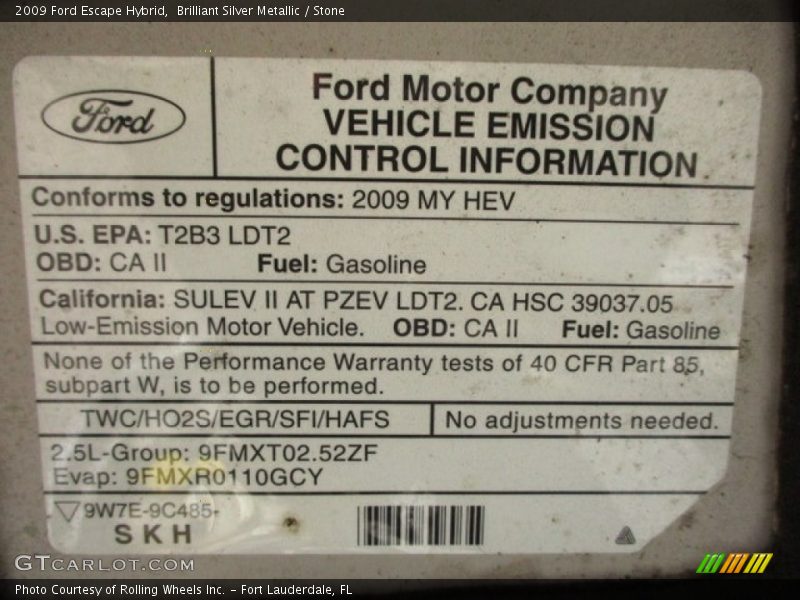 2009 Ford Escape Hybrid,  Brilliant Silver Metallic / Stone
Ford
Ford Motor Company
VEHICLE EMISSION
CONTROL INFORMATION
Conforms to regulations: 2009 MY HEV
U.S. EPA: T2B3 LDT2
OBD: CA II Fuel: Gasoline
California: SULEV II AT PZEV LDT2. CA HSC 39037.05
Low-Emission Motor Vehicle. OBD: CA II Fuel: Gasoline
None of the Performance Warranty tests of 40 CFR Part 85,
subpart W, is to be performed.
TWC/HO2S/EGR/SFI/HAFS No adjustments needed.
2.5L-Group: 9FMXT02.52ZF
Evap: 9FMXR0110GCY
9W7E-9C485-
SKH
GTCARLOT.COM
Photo Courtesy of Rolling Wheels Inc. – Fort Lauderdale, FL